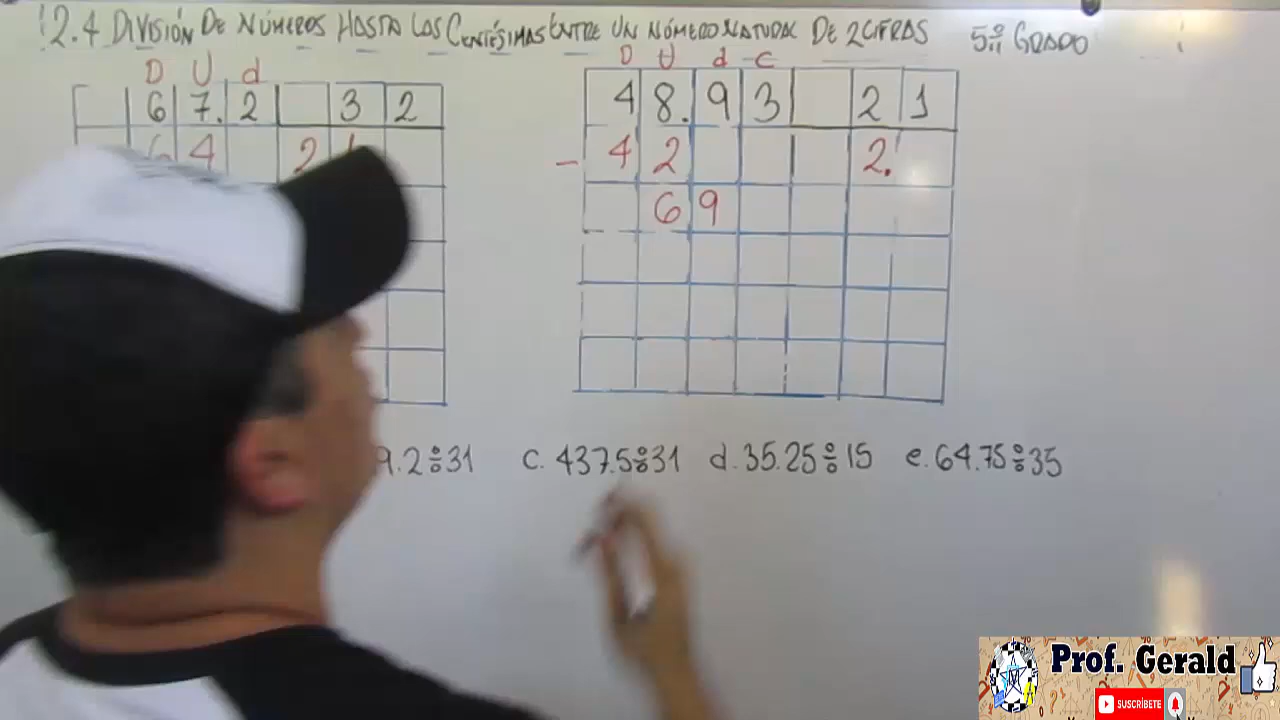 2.4 DIVISIÓN DE NÚMEROS HASTA LAS CENTÉSIMAS ENTRE UN NÚMERO NATURAL DE 2 CIFRAS 5º GRADO
D U d
6 7. 2 3 2
6 4 2
D U d C
4 8. 9 3 2 1
- 4 2 2.
6 9
9.2÷31 c. 437.5÷31 d. 35.25÷15 e. 64.75÷35
Prof. Gerald
SUSCRÍBETE